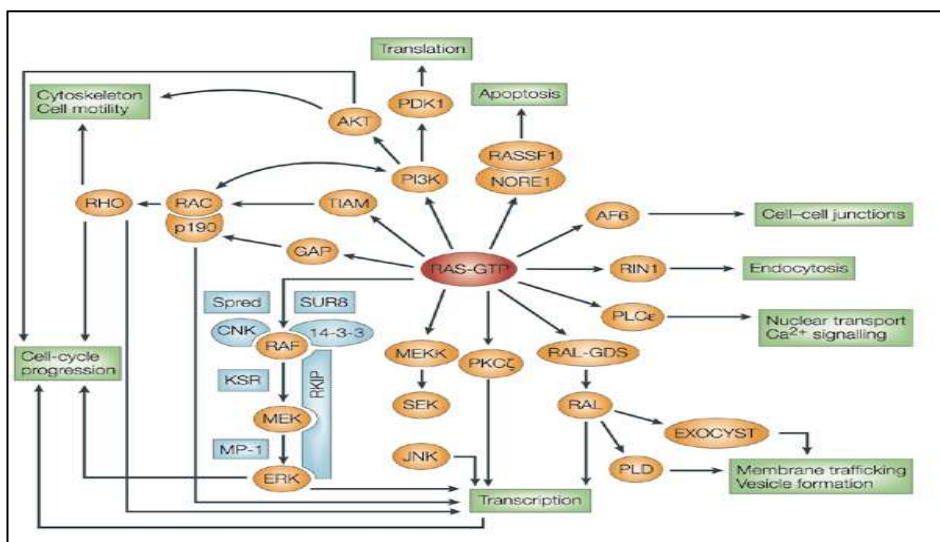 Translation
Cytoskeleton
Cell motility
PDK1
Apoptosis
AKT
RASSF1
NORE1
PI3K
RHO
RAC
p190
TIAM
AF6
Cell–cell junctions
GAP
RAS-GTP
RIN1
Endocytosis
Spred
SUR8
PLCε
Nuclear transport
Ca2+ signalling
CNK
RAF
14-3-3
MEKK
PKCζ
RAL-GDS
Cell-cycle
progression
KSR
RKIP
SEK
RAL
MEK
EXOCYST
MP-1
JNK
PLD
Membrane trafficking
Vesicle formation
ERK
Transcription